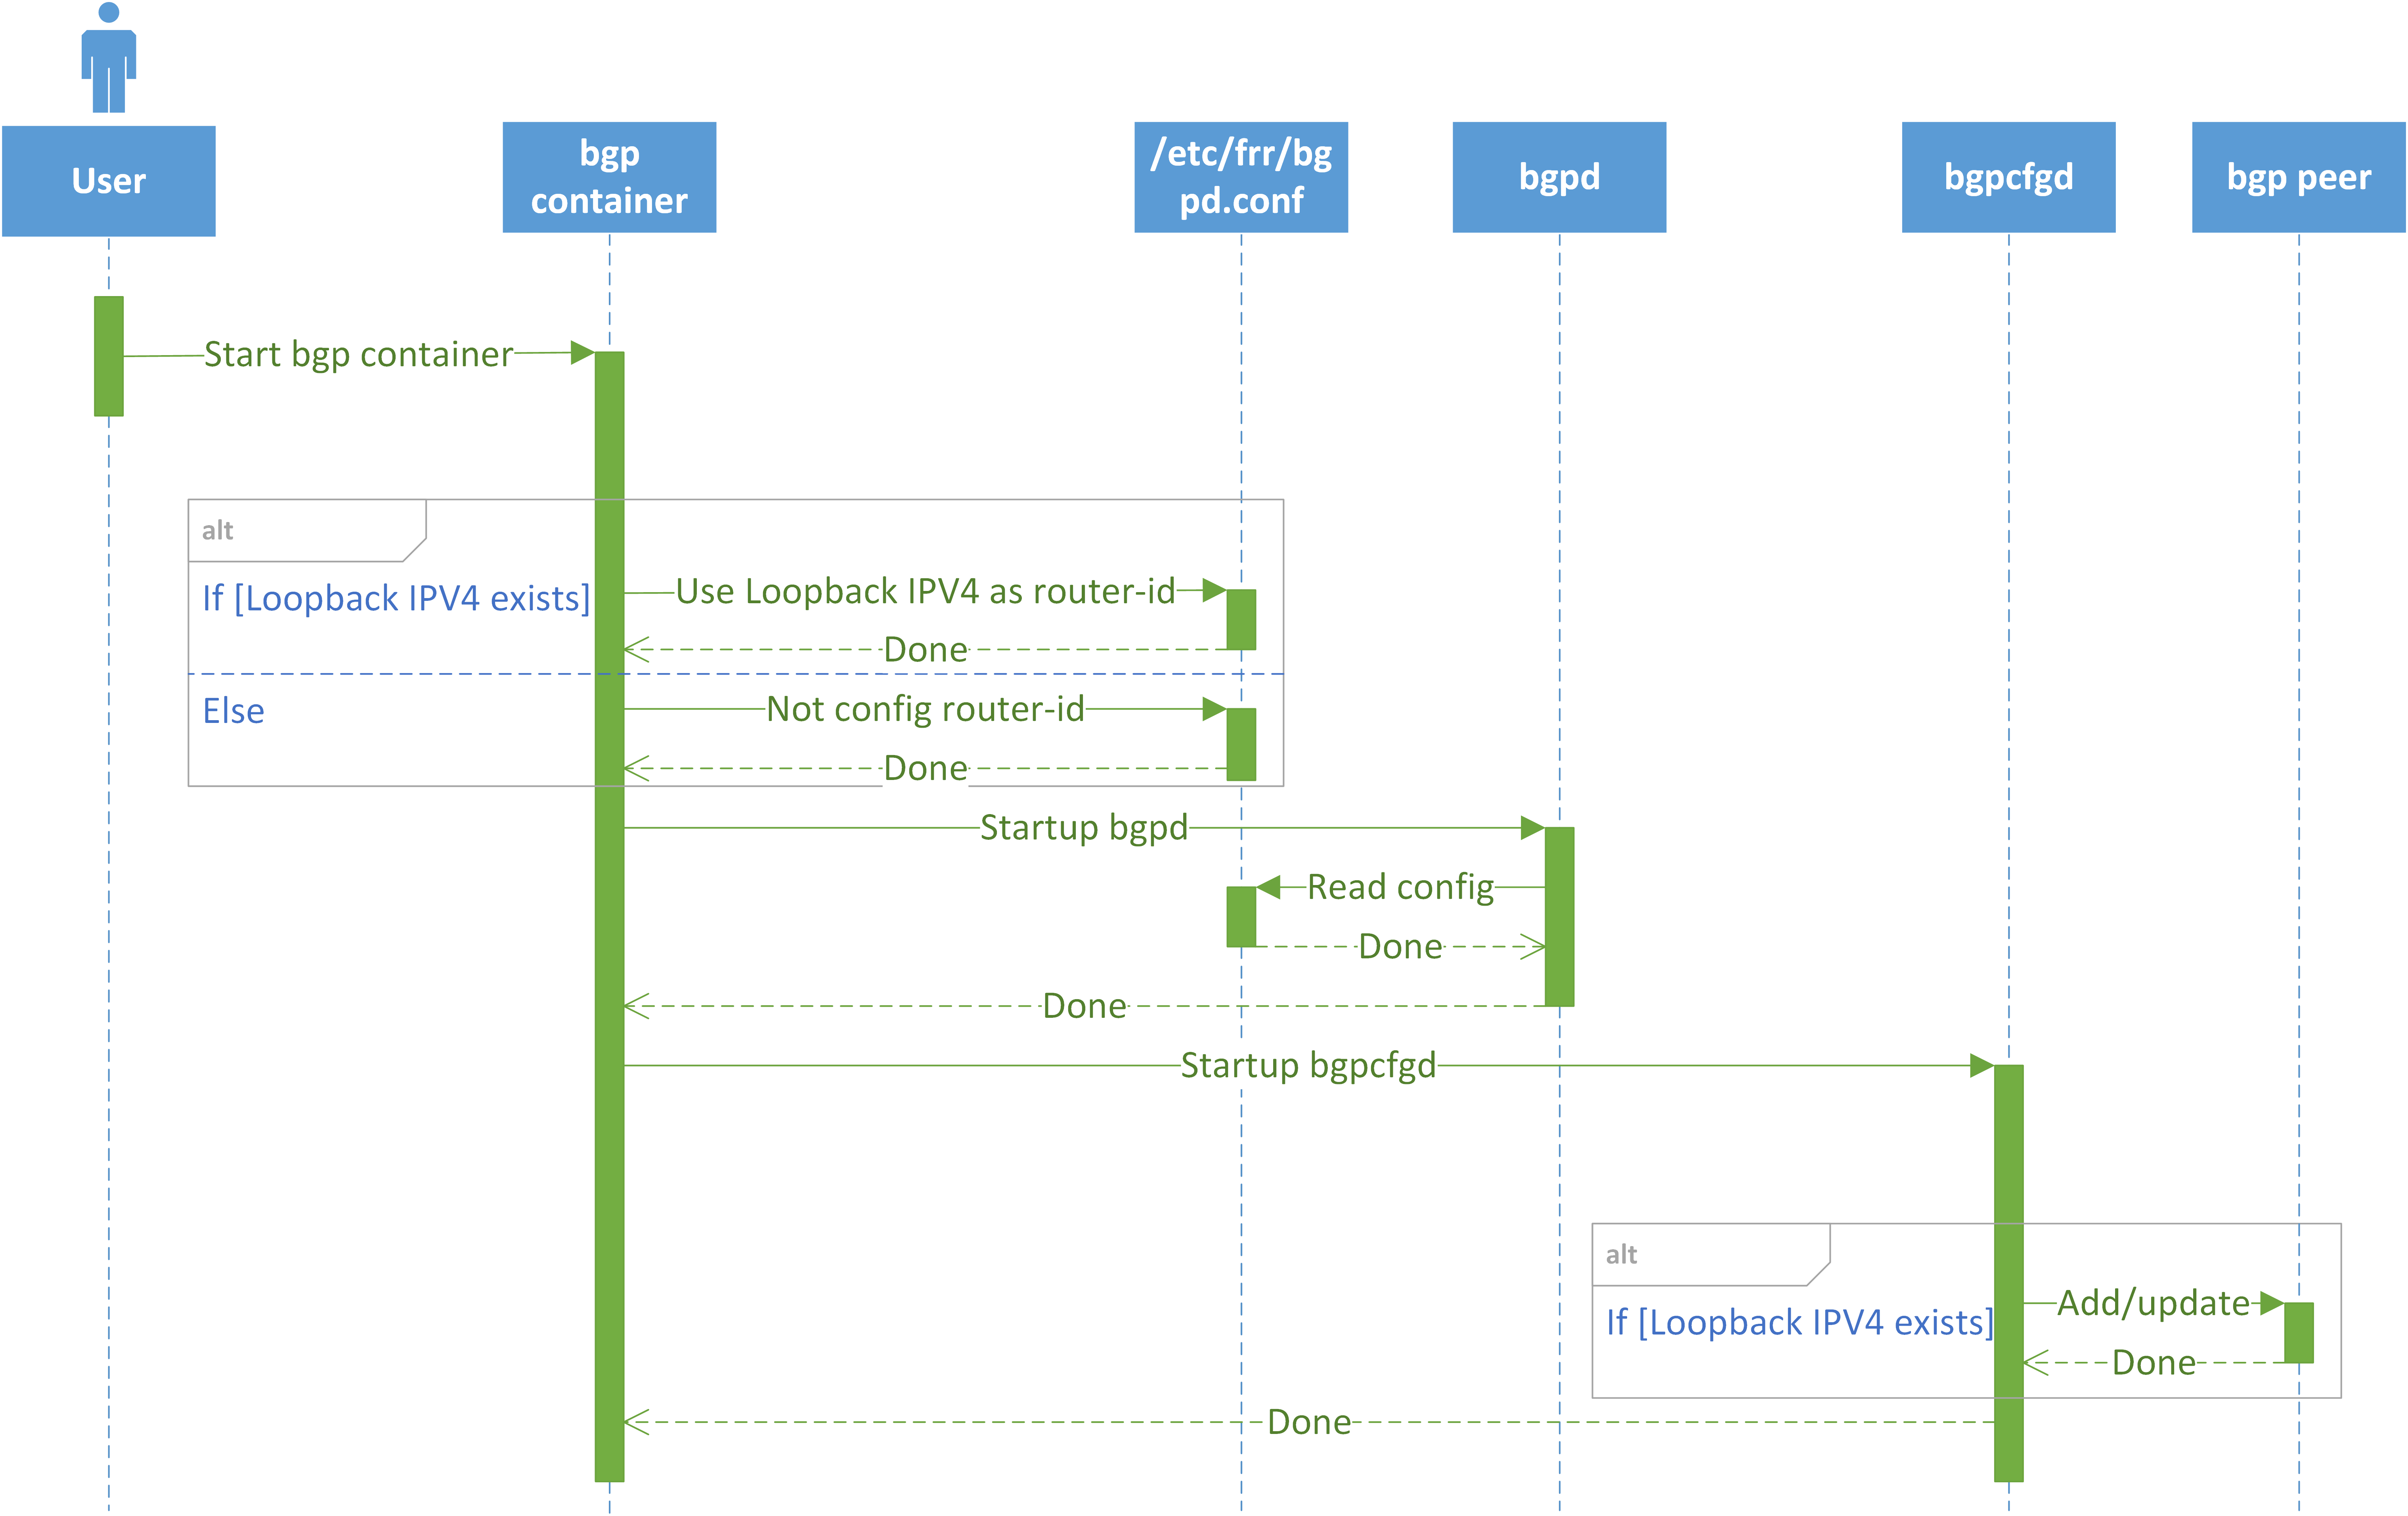 User
bgp
container
/etc/frr/bg
pd.conf
bgpd
bgpcfgd
bgp peer
Start bgp container
alt
If [Loopback IPV4 exists]
Use Loopback IPV4 as router-id
Done
Else
Not config router-id
Done
Startup bgpd
Read config
Done
Done
Startup bgpcfgd
alt
Add/update
If [Loopback IPV4 exists]
Done
Done